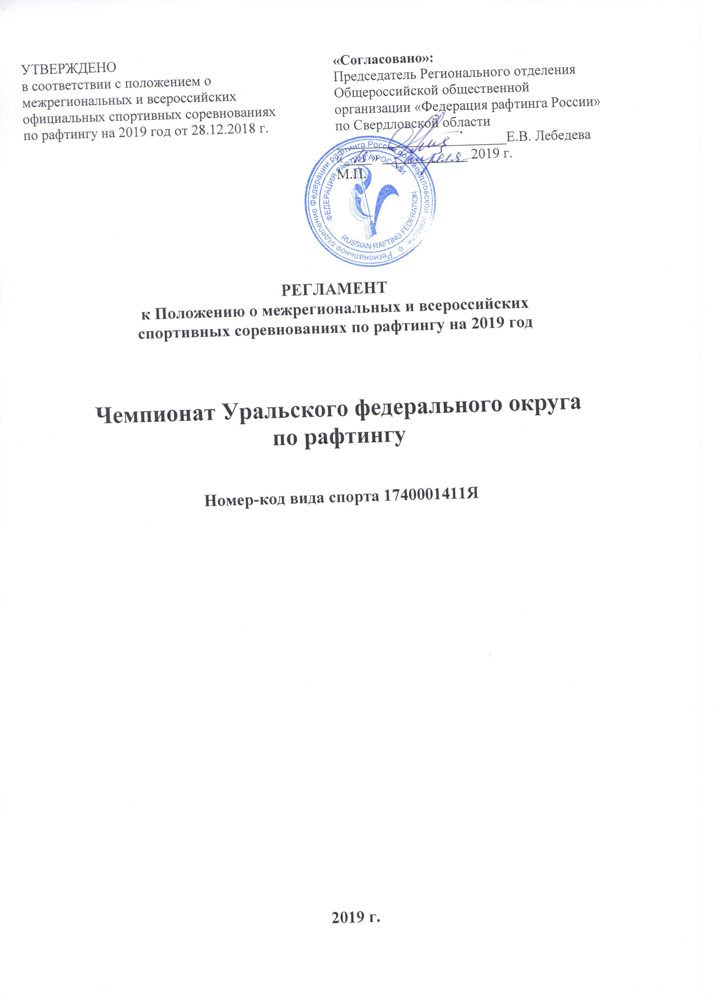 УТВЕРЖДЕНО
в соответствии с положением о
межрегиональных и всероссийских
официальных спортивных соревнованиях
по рафтингу на 2019 год от 28.12.2018 г.
«Согласовано»:
Председатель Регионального отделения
Общероссийской общественной
организации «Федерация рафтинга России»
по Свердловской области
Е.В. Лебедева
« » апреля 2019 г.
М.П.
Региональное отделение Федерации рафтинга России по Свердловской области
ФЕДЕРАЦИЯ РАФТИНГА РОССИИ
RUSSIAN RAFTING FEDERATION
РЕГЛАМЕНТ
к Положению о межрегиональных и всероссийских
спортивных соревнованиях по рафтингу на 2019 год
Чемпионат Уральского федерального округа
по рафтингу
Номер-код вида спорта 1740001411Я
2019 г.